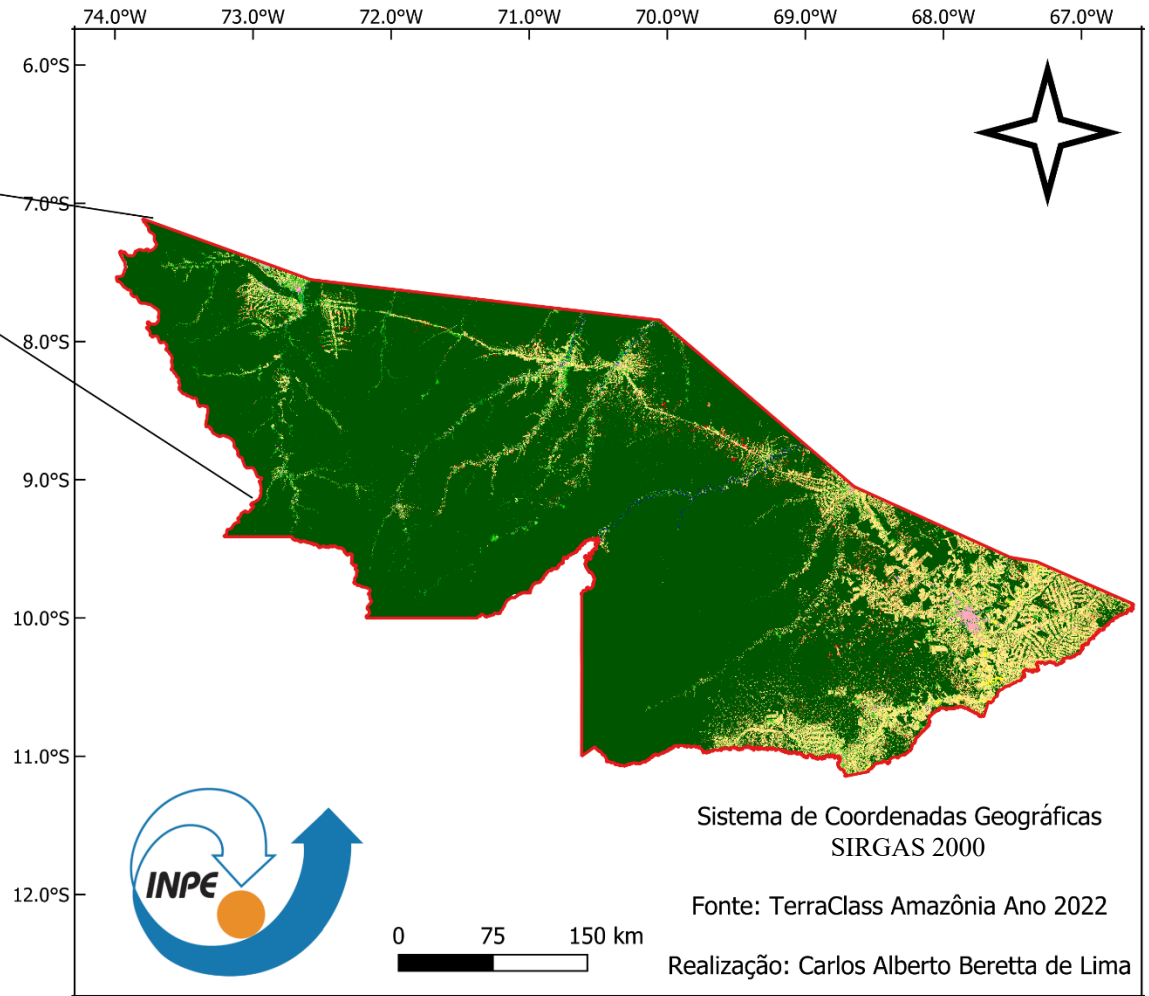 74.0°W 73.0°W 72.0°W 71.0°W 70.0°W 69.0°W 68.0°W 67.0°W
6.0°S
7.0°S
8.0°S
9.0°S
10.0°S
11.0°S
12.0°S
INPE
0 75 150 km
Sistema de Coordenadas Geográficas
SIRGAS 2000
Fonte: TerraClass Amazônia Ano 2022
Realização: Carlos Alberto Beretta de Lima